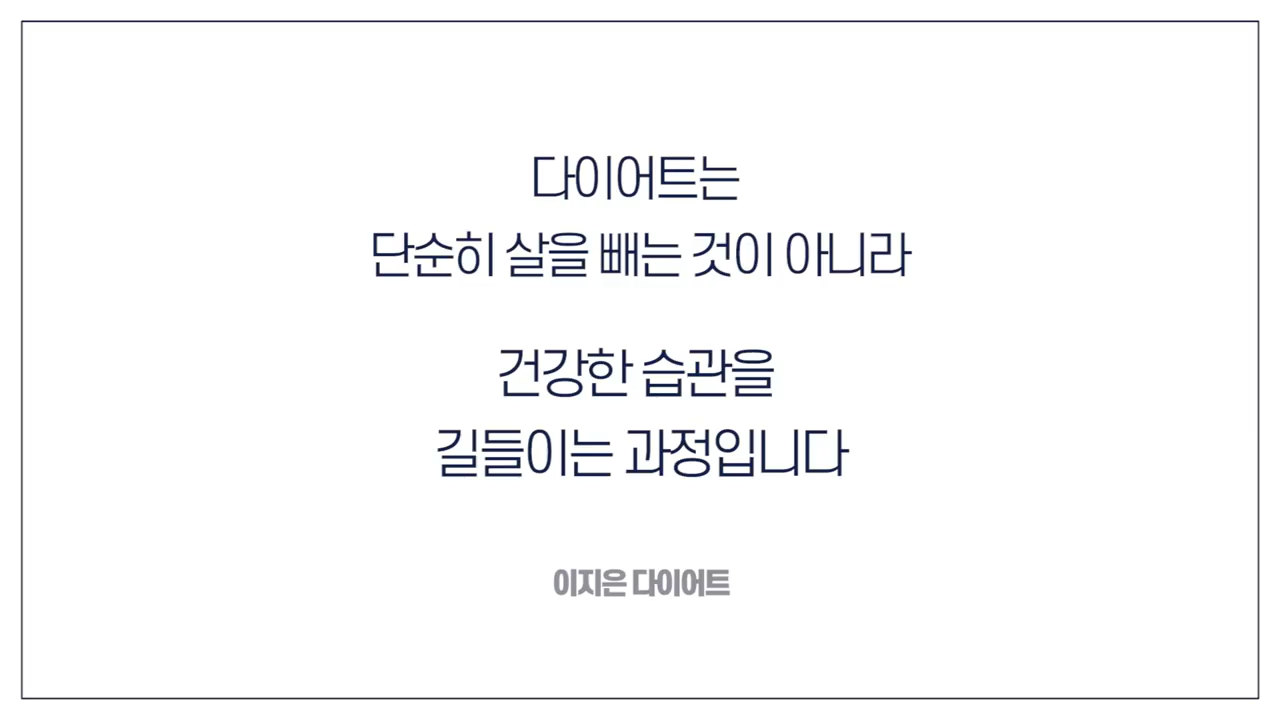 다이어트는
단순히 살을 빼는 것이 아니라
건강한 습관을
길들이는 과정입니다
이지은 다이어트